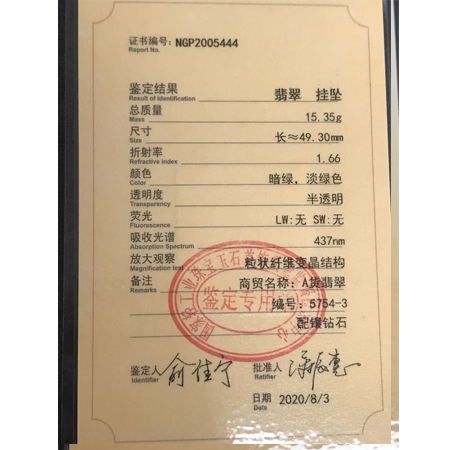 证书编号: NGP2005444
Report No.
鉴定结果 翡翠 挂坠
Result of Identification
总质量 15.35g
Mass
尺寸 长≈49.30mm
Size
折射率 1.66
Refractive index
颜色 暗绿，淡绿色
Color
透明度 半透明
Transparency
荧光 LW:无 SW:无
Fluorescence
吸收光谱 437nm
Absorption Spectrum
放大观察 粒状纤维变晶结构
Magnification test
备注 商贸名称: A货翡翠
Remarks
鉴定专用
编号: 5754-3
配镶钻石
鉴定人 俞佳宁 批准人
Identifier Ratifier
日期 2020/8/3
Date